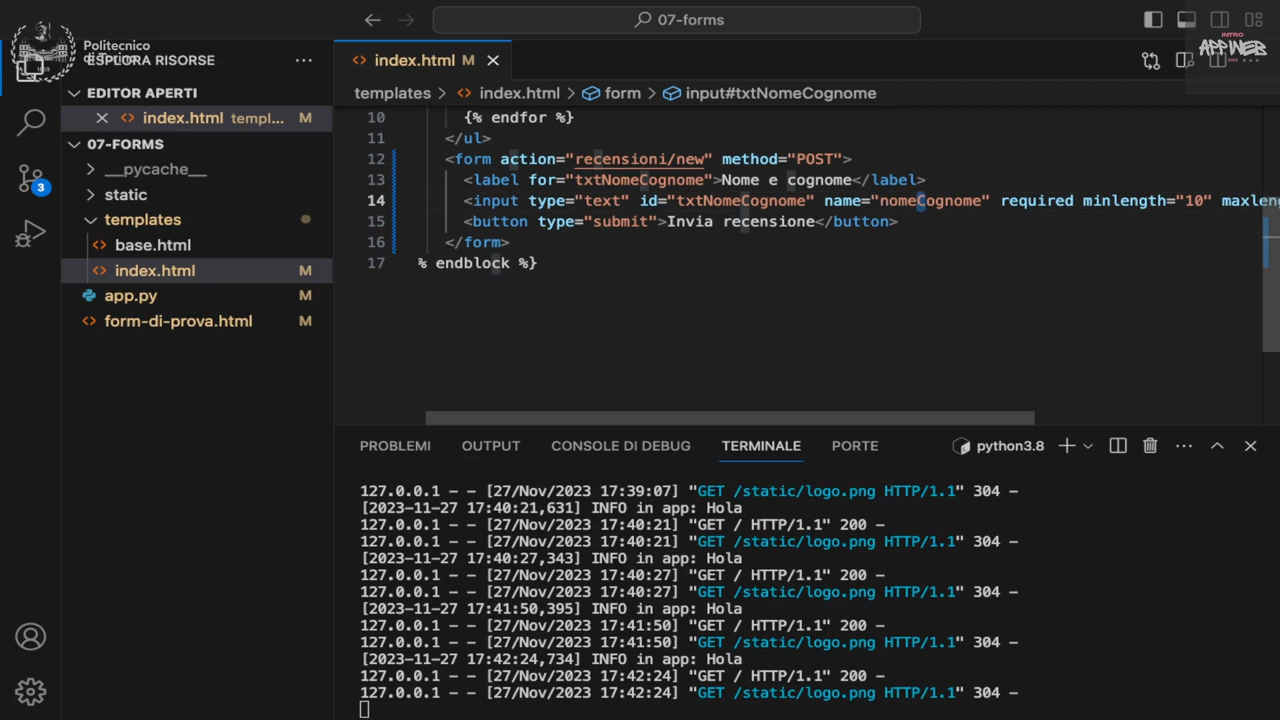 07-forms
Politecnico
di Torino
INTRO
APPINVER
ESPLORA RISORSE
index.html M
EDITOR APERTI
index.html templ... M
07-FORMS
__pycache__
static
templates
base.html
index.html M
app.py M
form-di-prova.html M
3
templates > index.html > form > input#txtNomeCognome
10 {% endfor %}
11 </ul>
12 <form action="recensioni/new" method="POST">
13 <label for="txtNomeCognome">Nome e cognome</label>
14 <input type="text" id="txtNomeCognome" name="nomeCognome" required minlength="10" maxlen
15 <button type="submit">Invia recensione</button>
16 </form>
17 % endblock %}
PROBLEMI OUTPUT CONSOLE DI DEBUG TERMINALE PORTE python3.8
127.0.0.1 - - [27/Nov/2023 17:39:07] "GET /static/logo.png HTTP/1.1" 304 -
[2023-11-27 17:40:21,631] INFO in app: Hola
127.0.0.1 - - [27/Nov/2023 17:40:21] "GET / HTTP/1.1" 200 -
127.0.0.1 - - [27/Nov/2023 17:40:21] "GET /static/logo.png HTTP/1.1" 304 -
[2023-11-27 17:40:27,343] INFO in app: Hola
127.0.0.1 - - [27/Nov/2023 17:40:27] "GET / HTTP/1.1" 200 -
127.0.0.1 - - [27/Nov/2023 17:40:27] "GET /static/logo.png HTTP/1.1" 304 -
[2023-11-27 17:41:50,395] INFO in app: Hola
127.0.0.1 - - [27/Nov/2023 17:41:50] "GET / HTTP/1.1" 200 -
127.0.0.1 - - [27/Nov/2023 17:41:50] "GET /static/logo.png HTTP/1.1" 304 -
[2023-11-27 17:42:24,734] INFO in app: Hola
127.0.0.1 - - [27/Nov/2023 17:42:24] "GET / HTTP/1.1" 200 -
127.0.0.1 - - [27/Nov/2023 17:42:24] "GET /static/logo.png HTTP/1.1" 304 -